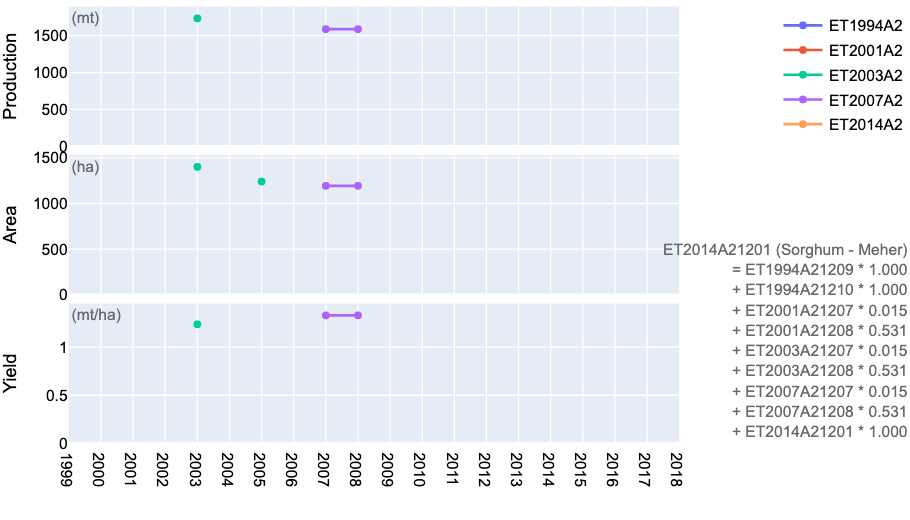 (mt)
Production
1500
1000
500
0
(ha)
Area
1500
1000
500
0
(mt/ha)
Yield
1
0.5
0
1999
2000
2001
2002
2003
2004
2005
2006
2007
2008
2009
2010
2011
2012
2013
2014
2015
2016
2017
2018
ET1994A2
ET2001A2
ET2003A2
ET2007A2
ET2014A2
ET2014A21201 (Sorghum - Meher)
= ET1994A21209 * 1.000
+ ET1994A21210 * 1.000
+ ET2001A21207 * 0.015
+ ET2001A21208 * 0.531
+ ET2003A21207 * 0.015
+ ET2003A21208 * 0.531
+ ET2007A21207 * 0.015
+ ET2007A21208 * 0.531
+ ET2014A21201 * 1.000